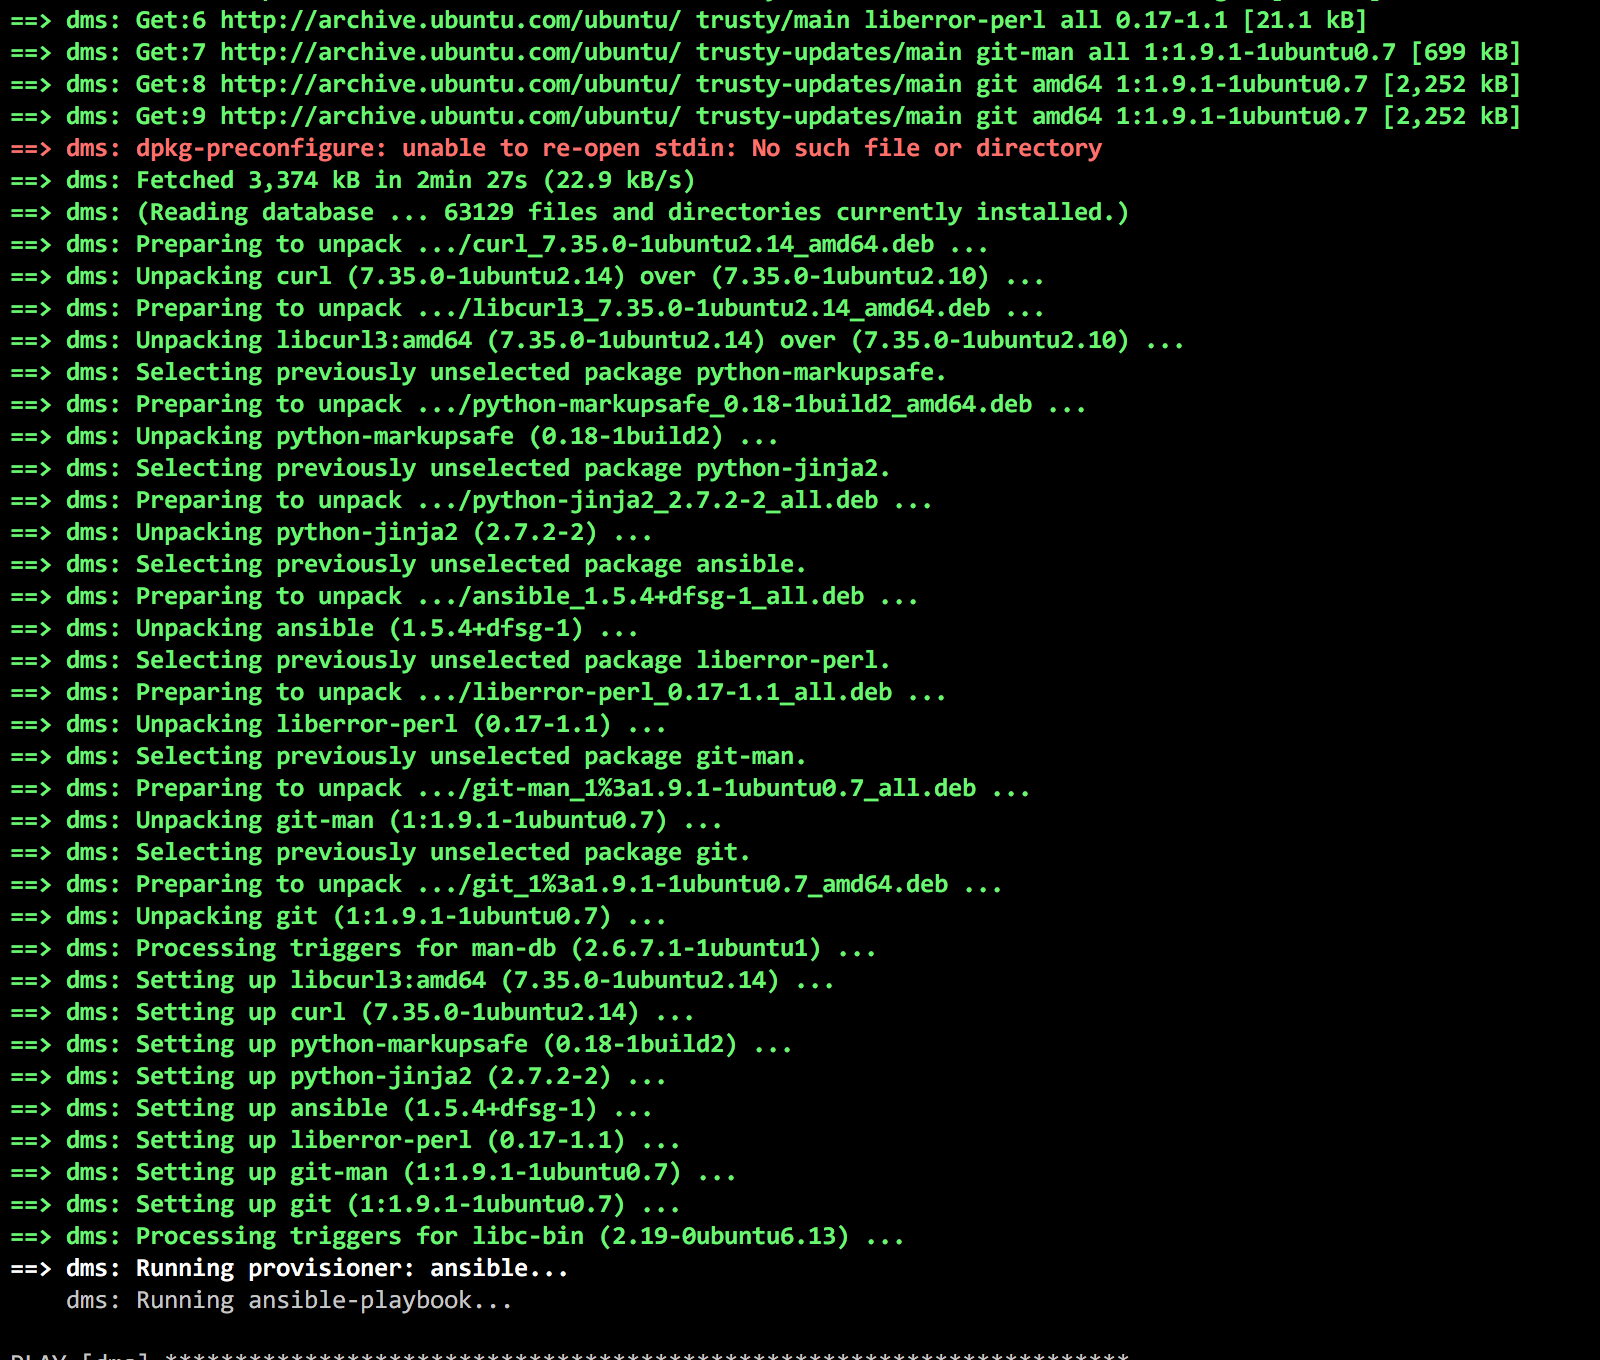 ==> dms: Get:6 http://archive.ubuntu.com/ubuntu/ trusty/main liberror-perl all 0.17-1.1 [21.1 kB]
==> dms: Get:7 http://archive.ubuntu.com/ubuntu/ trusty-updates/main git-man all 1:1.9.1-1ubuntu0.7 [699 kB]
==> dms: Get:8 http://archive.ubuntu.com/ubuntu/ trusty-updates/main git amd64 1:1.9.1-1ubuntu0.7 [2,252 kB]
==> dms: Get:9 http://archive.ubuntu.com/ubuntu/ trusty-updates/main git amd64 1:1.9.1-1ubuntu0.7 [2,252 kB]
==> dms: dpkg-preconfigure: unable to re-open stdin: No such file or directory
==> dms: Fetched 3,374 kB in 2min 27s (22.9 kB/s)
==> dms: (Reading database ... 63129 files and directories currently installed.)
==> dms: Preparing to unpack .../curl_7.35.0-1ubuntu2.14_amd64.deb ...
==> dms: Unpacking curl (7.35.0-1ubuntu2.14) over (7.35.0-1ubuntu2.10) ...
==> dms: Preparing to unpack .../libcurl3_7.35.0-1ubuntu2.14_amd64.deb ...
==> dms: Unpacking libcurl3:amd64 (7.35.0-1ubuntu2.14) over (7.35.0-1ubuntu2.10) ...
==> dms: Selecting previously unselected package python-markupsafe.
==> dms: Preparing to unpack .../python-markupsafe_0.18-1build2_amd64.deb ...
==> dms: Unpacking python-markupsafe (0.18-1build2) ...
==> dms: Selecting previously unselected package python-jinja2.
==> dms: Preparing to unpack .../python-jinja2_2.7.2-2_all.deb ...
==> dms: Unpacking python-jinja2 (2.7.2-2) ...
==> dms: Selecting previously unselected package ansible.
==> dms: Preparing to unpack .../ansible_1.5.4+dfsg-1_all.deb ...
==> dms: Unpacking ansible (1.5.4+dfsg-1) ...
==> dms: Selecting previously unselected package liberror-perl.
==> dms: Preparing to unpack .../liberror-perl_0.17-1.1_all.deb ...
==> dms: Unpacking liberror-perl (0.17-1.1) ...
==> dms: Selecting previously unselected package git-man.
==> dms: Preparing to unpack .../git-man_1%3a1.9.1-1ubuntu0.7_all.deb ...
==> dms: Unpacking git-man (1:1.9.1-1ubuntu0.7) ...
==> dms: Selecting previously unselected package git.
==> dms: Preparing to unpack .../git_1%3a1.9.1-1ubuntu0.7_amd64.deb ...
==> dms: Unpacking git (1:1.9.1-1ubuntu0.7) ...
==> dms: Processing triggers for man-db (2.6.7.1-1ubuntu1) ...
==> dms: Setting up libcurl3:amd64 (7.35.0-1ubuntu2.14) ...
==> dms: Setting up curl (7.35.0-1ubuntu2.14) ...
==> dms: Setting up python-markupsafe (0.18-1build2) ...
==> dms: Setting up python-jinja2 (2.7.2-2) ...
==> dms: Setting up ansible (1.5.4+dfsg-1) ...
==> dms: Setting up liberror-perl (0.17-1.1) ...
==> dms: Setting up git-man (1:1.9.1-1ubuntu0.7) ...
==> dms: Setting up git (1:1.9.1-1ubuntu0.7) ...
==> dms: Processing triggers for libc-bin (2.19-0ubuntu6.13) ...
==> dms: Running provisioner: ansible...
    dms: Running ansible-playbook...
PLAY [dms] *********************************************************************